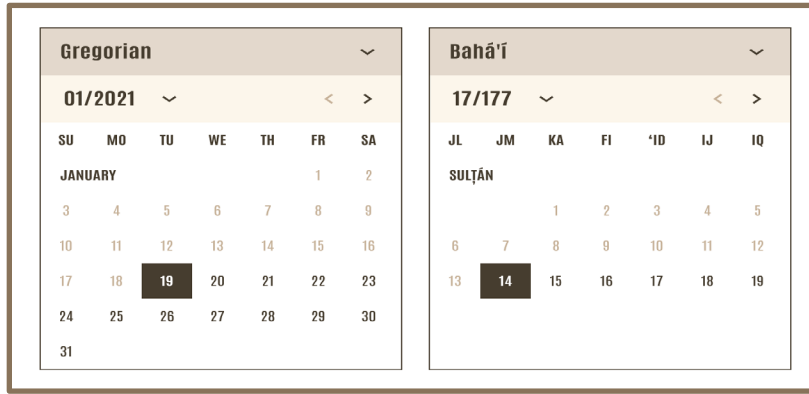 Gregorian
01/2021 < >
SU MO TU WE TH FR SA
JANUARY 1 2
3 4 5 6 7 8 9
10 11 12 13 14 15 16
17 18 19 20 21 22 23
24 25 26 27 28 29 30
31
Bahá'í
17/177 < >
JL JM KA FI ‘ID IJ IQ
SULṬÁN
1 2 3 4 5
6 7 8 9 10 11 12
13 14 15 16 17 18 19